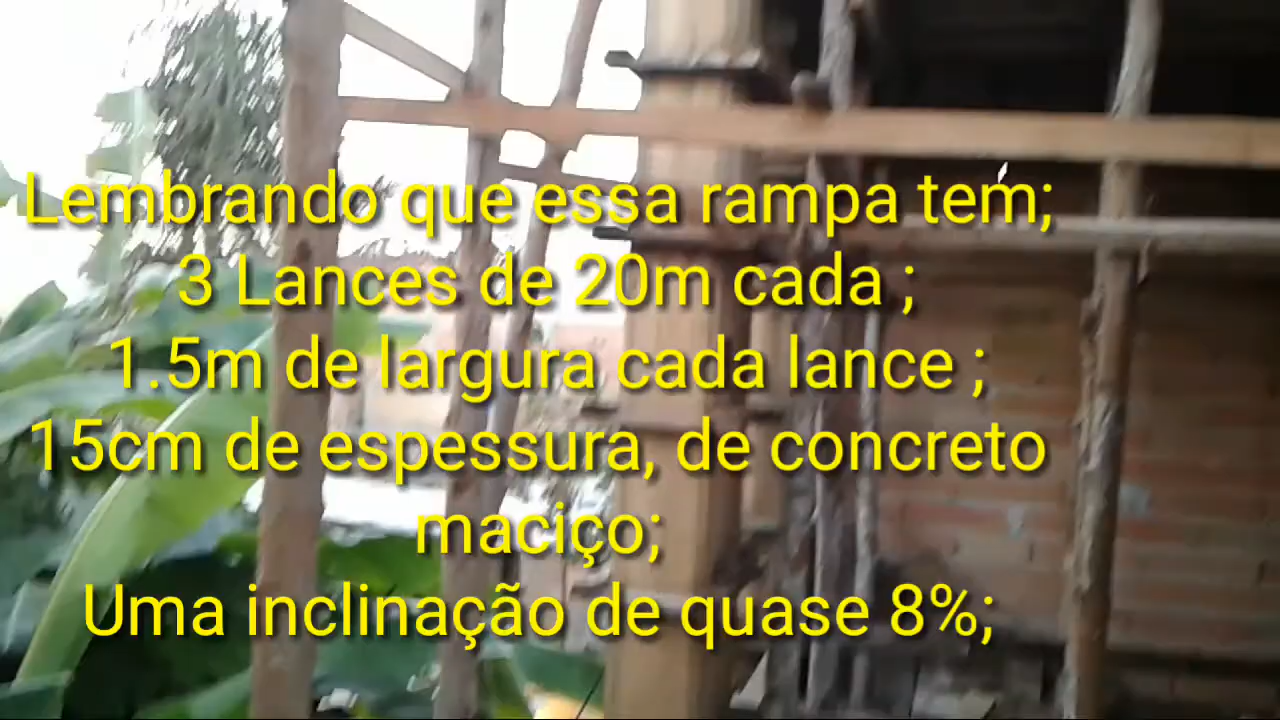 Lembrando que essa rampa tem;
3 Lances de 20m cada ;
1.5m de largura cada lance ;
15cm de espessura, de concreto
maciço;
Uma inclinação de quase 8%;